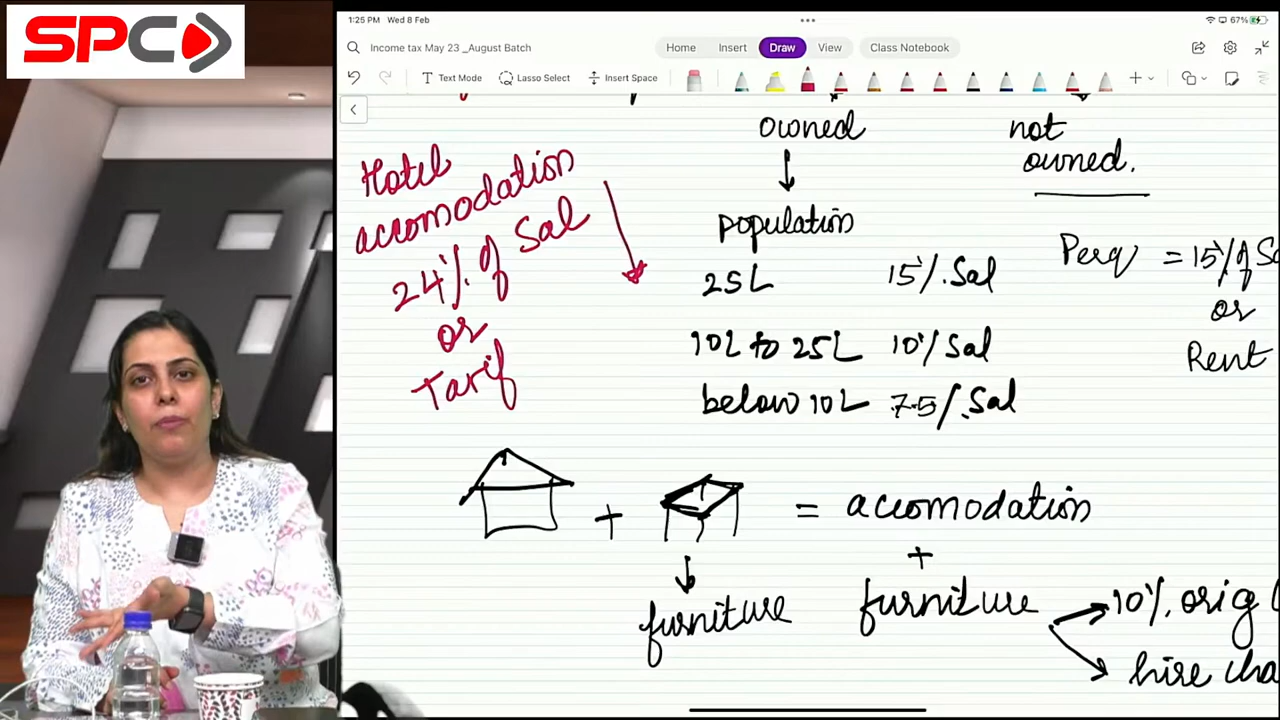 SPC
1:25 PM Wed 8 Feb
67%
Income tax May 23 _August Batch
Home Insert Draw View Class Notebook
Text Mode Lasso Select Insert Space
owned
not
owned.
Hotel
accomodation
24% of Sal
or
Tarif
population
25L 15% Sal
10L to 25L 10% Sal
below 10L 7.5% Sal
Perq = 15% of
or
Rent
+ = accomodation
+
furniture
furniture
10% orig
hire